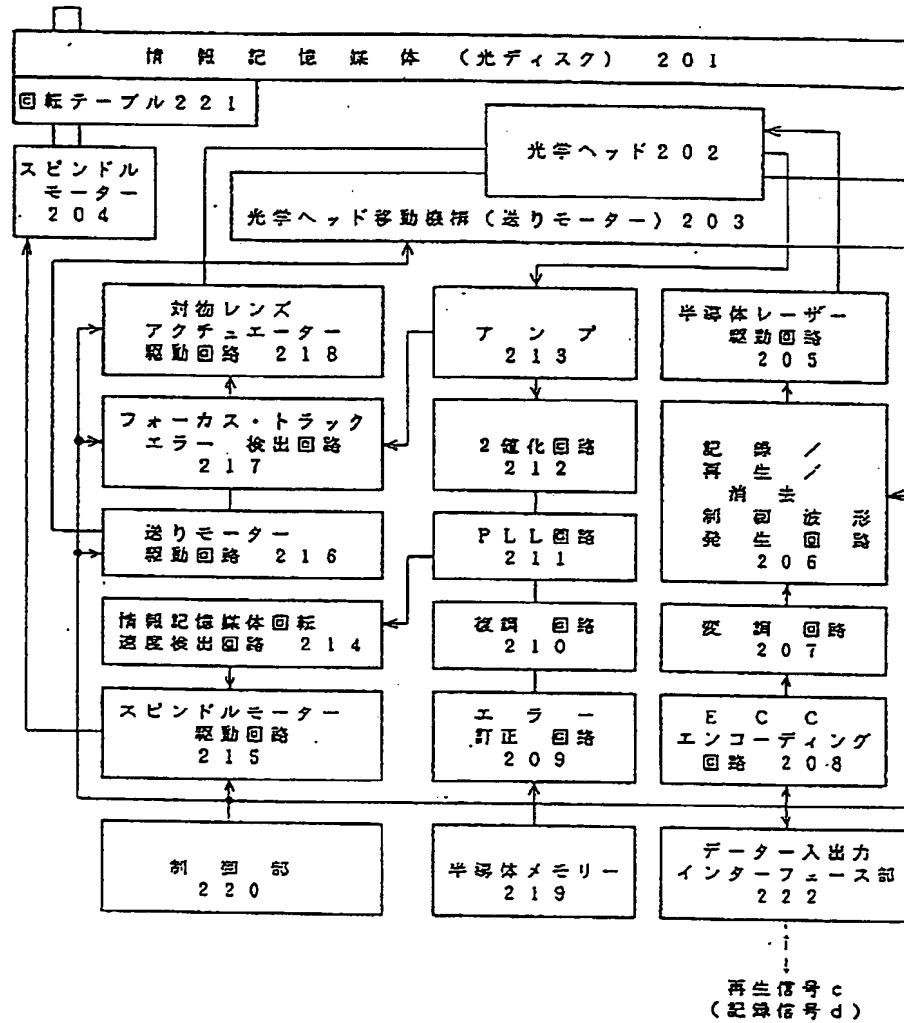 情報記憶媒体(光ディスク) 201
回転テーブル221
光学ヘッド202
スピンドル
モーター
204
光学ヘッド移動機構(送りモーター)203
対物レンズ
アクチュエーター
駆動回路 218
アンプ
213
半導体レーザー
駆動回路
205
フォーカス・トラック
エラー 検出回路
217
2値化回路
212
記録/
再生/
消去
制御波形
発生回路
206
送りモーター
駆動回路 216
PLL回路
211
情報記憶媒体回転
速度検出回路 214
復調 回路
210
変調回路
207
スピンドルモーター
駆動回路
215
エラー
訂正 回路
209
ECC
エンコーディング
回路 208
制御部
220
半導体メモリー
219
データー入出力
インターフェース部
222
再生信号c
(記録信号d)